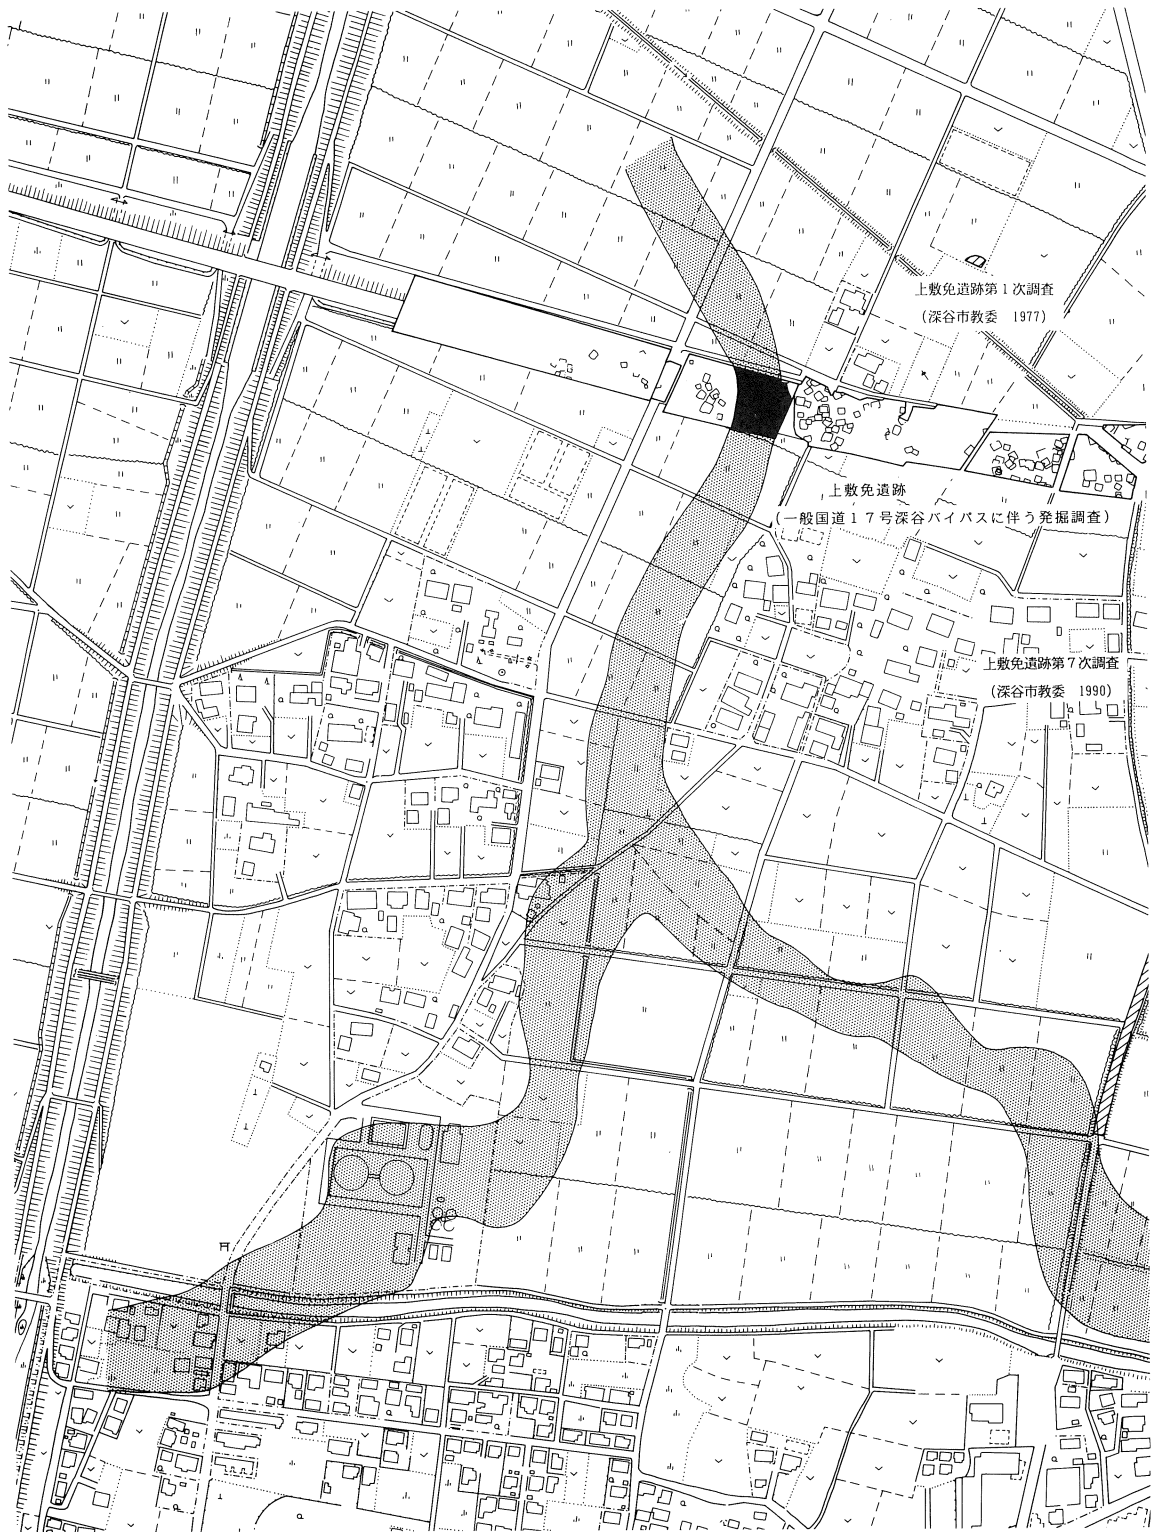 上敷免遺跡第1次調査
（深谷市教委　1977）
上敷免遺跡
（一般国道１７号深谷バイパスに伴う発掘調査）
上敷免遺跡第7次調査
（深谷市教委　1990）